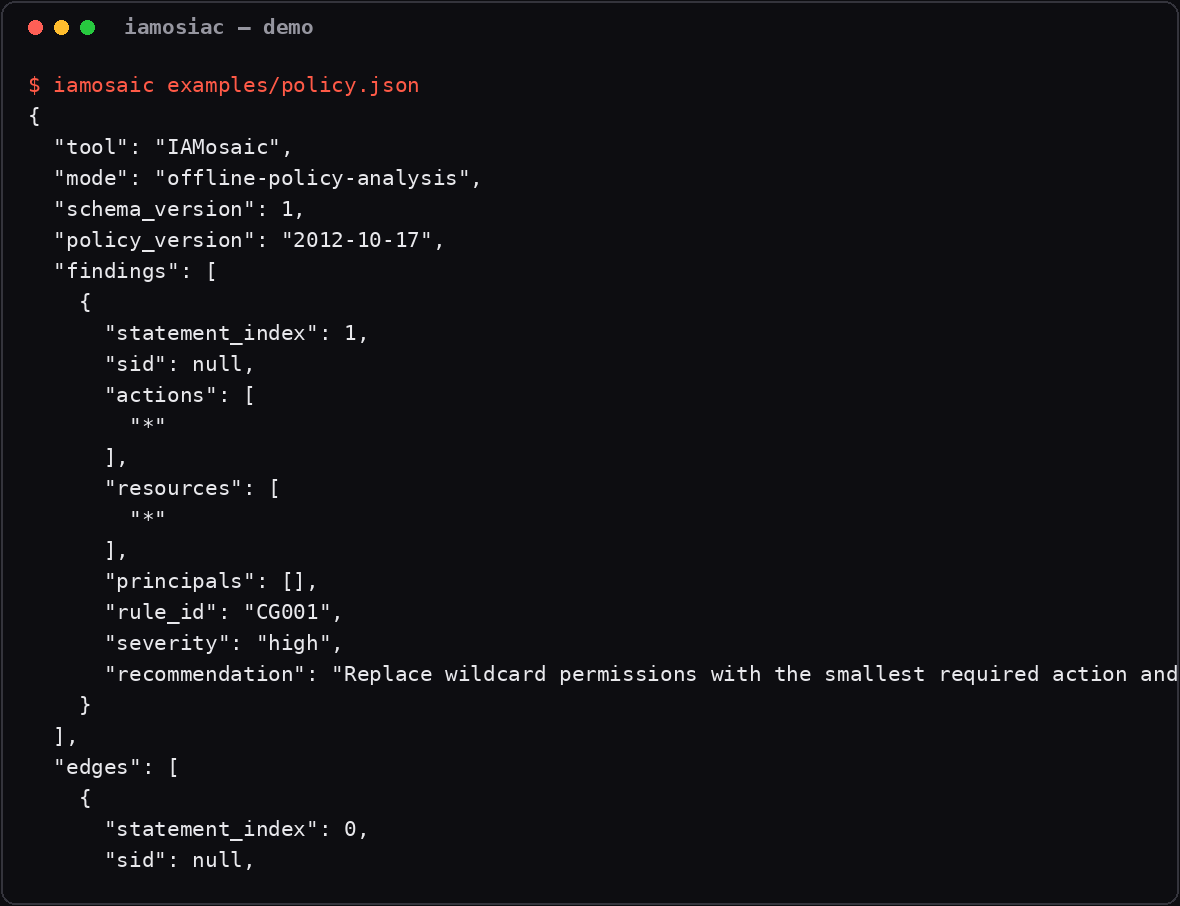 iamosiac — demo
$ iamosaic examples/policy.json
{
  "tool": "IAMosaic",
  "mode": "offline-policy-analysis",
  "schema_version": 1,
  "policy_version": "2012-10-17",
  "findings": [
    {
      "statement_index": 1,
      "sid": null,
      "actions": [
        "*"
      ],
      "resources": [
        "*"
      ],
      "principals": [],
      "rule_id": "CG001",
      "severity": "high",
      "recommendation": "Replace wildcard permissions with the smallest required action and
    }
  ],
  "edges": [
    {
      "statement_index": 0,
      "sid": null,